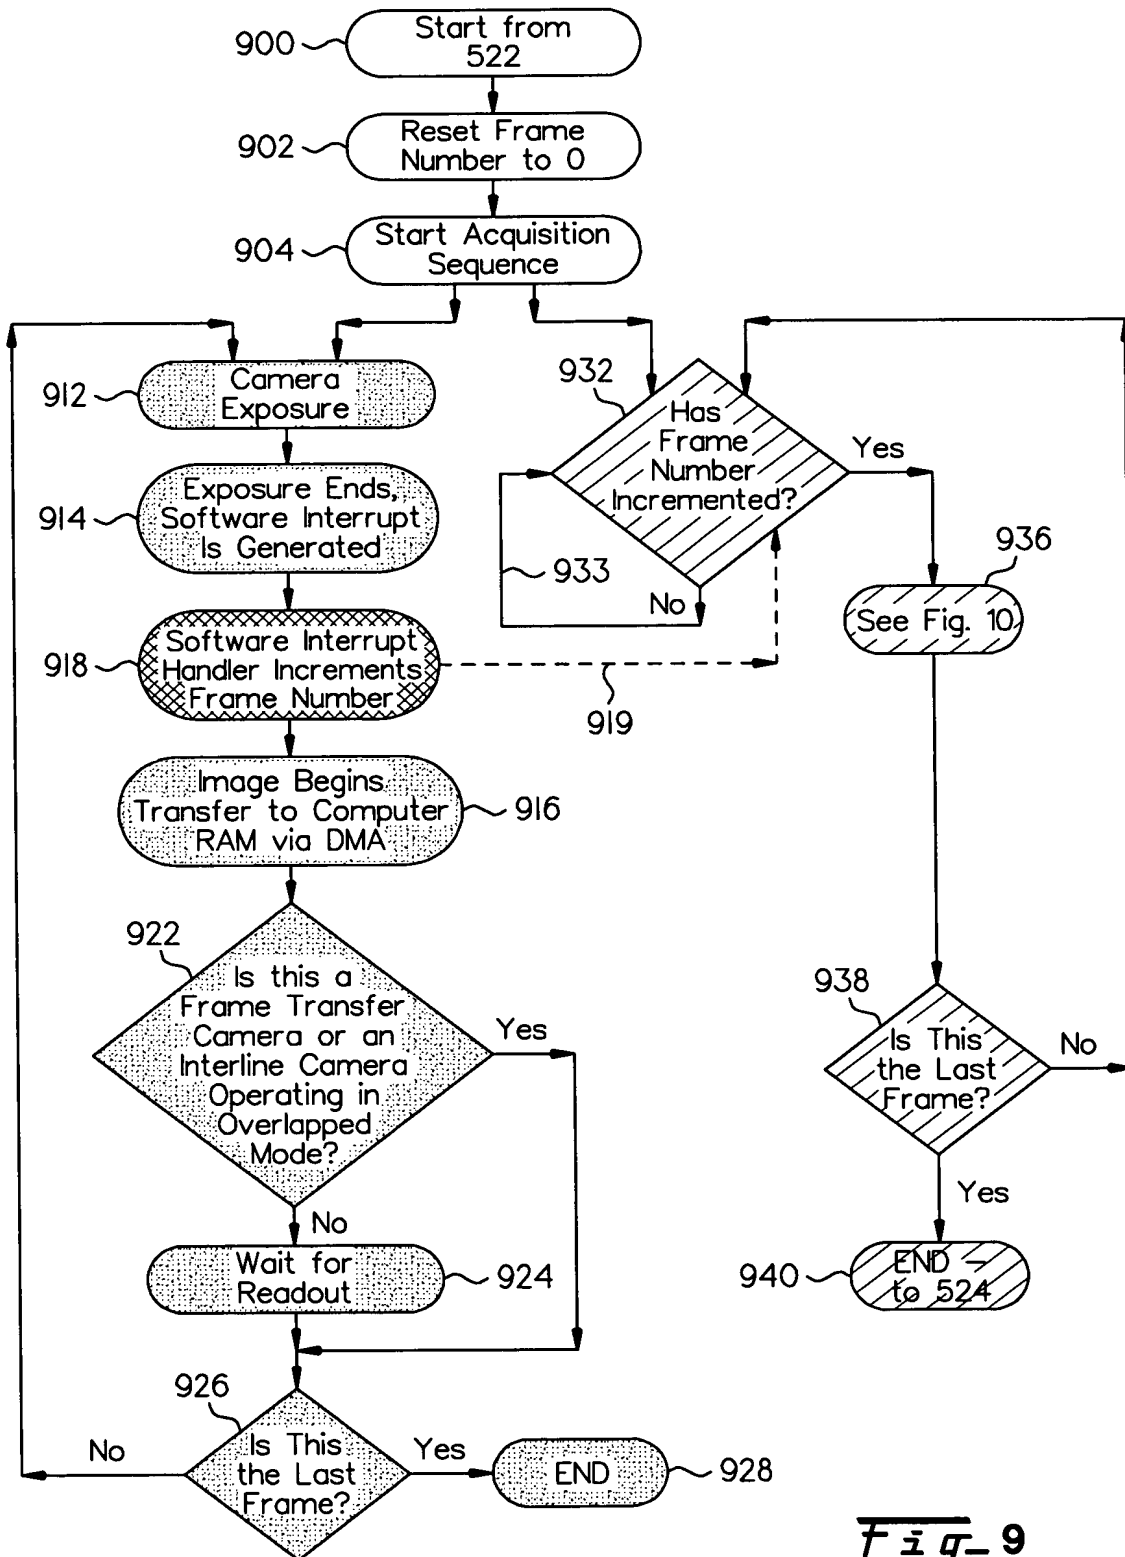 900
Start from
522
902
Reset Frame
Number to 0
904
Start Acquisition
Sequence
912
Camera
Exposure
914
Exposure Ends,
Software Interrupt
Is Generated
918
Software Interrupt
Handler Increments
Frame Number
919
Image Begins
Transfer to Computer
RAM via DMA
916
922
Is this a
Frame Transfer
Camera or an
Interline Camera
Operating in
Overlapped
Mode?
Yes
No
Wait for
Readout
924
926
Is This
the Last
Frame?
No
Yes
END
928
932
Has
Frame
Number
Incremented?
Yes
933
No
936
See Fig. 10
938
Is This
the Last
Frame?
No
Yes
940
END –
to 524
Fig_ 9